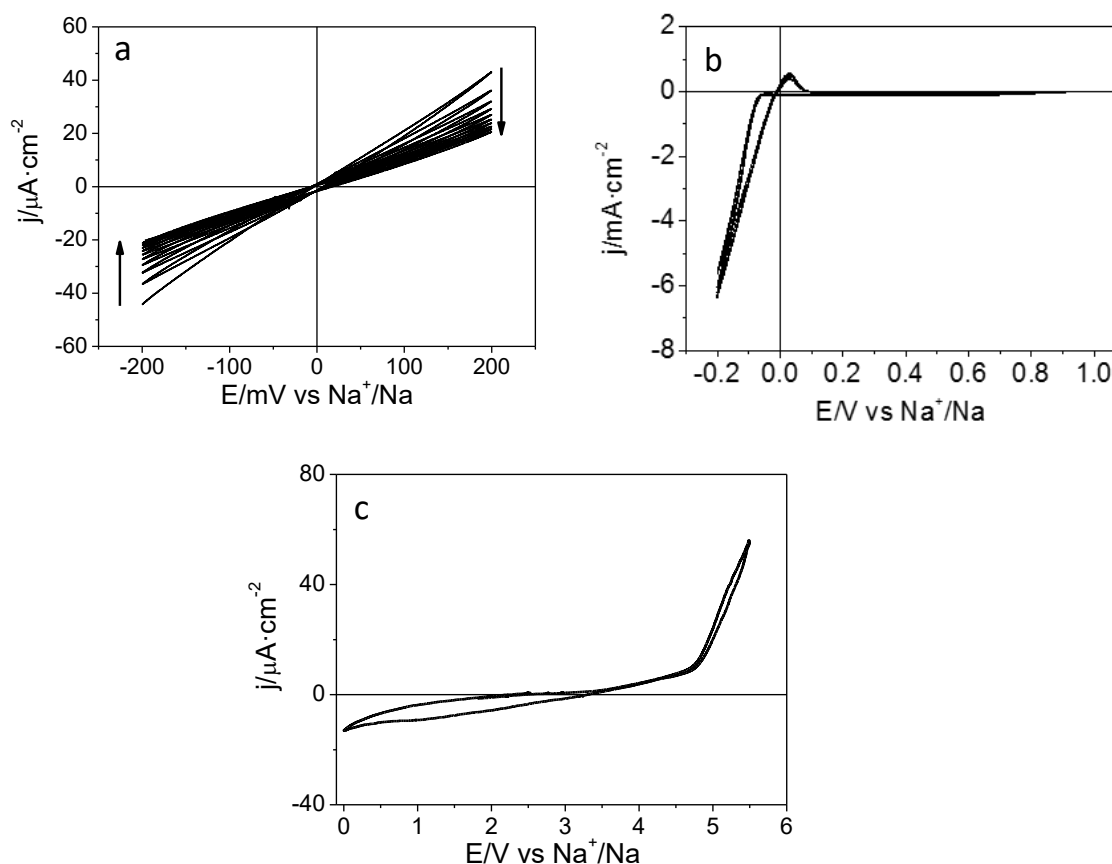 a
60
40
20
0
-20
-40
-60
j/μA·cm⁻²
-200 -100 0 100 200
E/mV vs Na⁺/Na
b
2
0
-2
-4
-6
-8
j/mA·cm⁻²
-0.2 0.0 0.2 0.4 0.6 0.8 1.0
E/V vs Na⁺/Na
c
80
40
0
-40
j/μA·cm⁻²
0 1 2 3 4 5 6
E/V vs Na⁺/Na